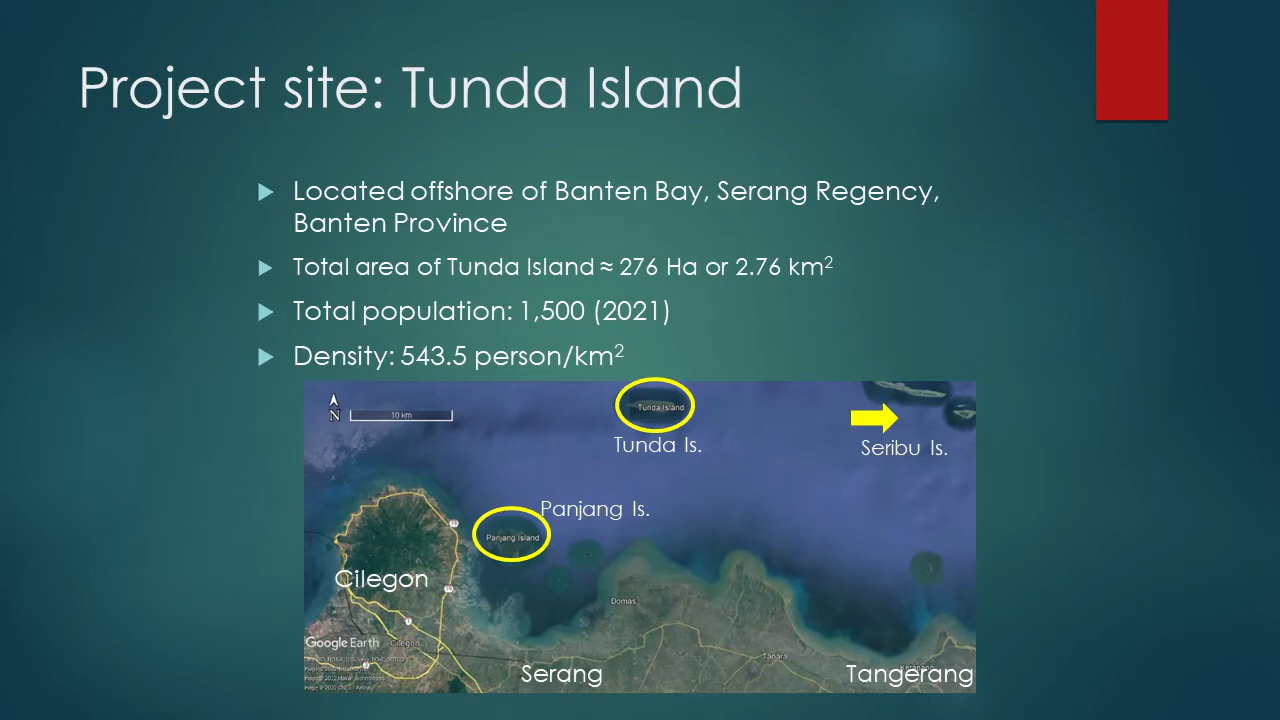 Project site: Tunda Island
Located offshore of Banten Bay, Serang Regency,
Banten Province
Total area of Tunda Island ≈ 276 Ha or 2.76 km2
Total population: 1,500 (2021)
Density: 543.5 person/km2
N
10 km
Tunda Island
Tunda Is.
Seribu Is.
Panjang Is.
Panjang Island
Cilegon
Domas
Google Earth
Cilegon
Tanara
Serang
Tangerang